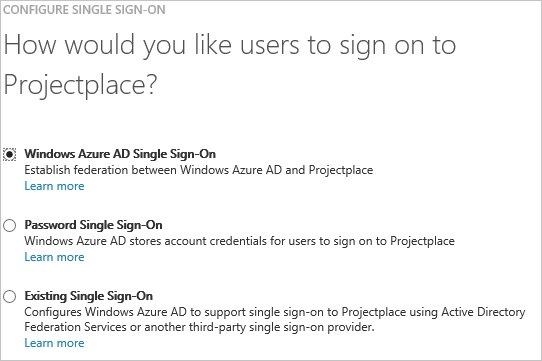 CONFIGURE SINGLE SIGN-ON
How would you like users to sign on to
Projectplace?
Windows Azure AD Single Sign-On
Establish federation between Windows Azure AD and Projectplace
Learn more
Password Single Sign-On
Windows Azure AD stores account credentials for users to sign on to Projectplace
Learn more
Existing Single Sign-On
Configures Windows Azure AD to support single sign-on to Projectplace using Active Directory
Federation Services or another third-party single sign-on provider.
Learn more